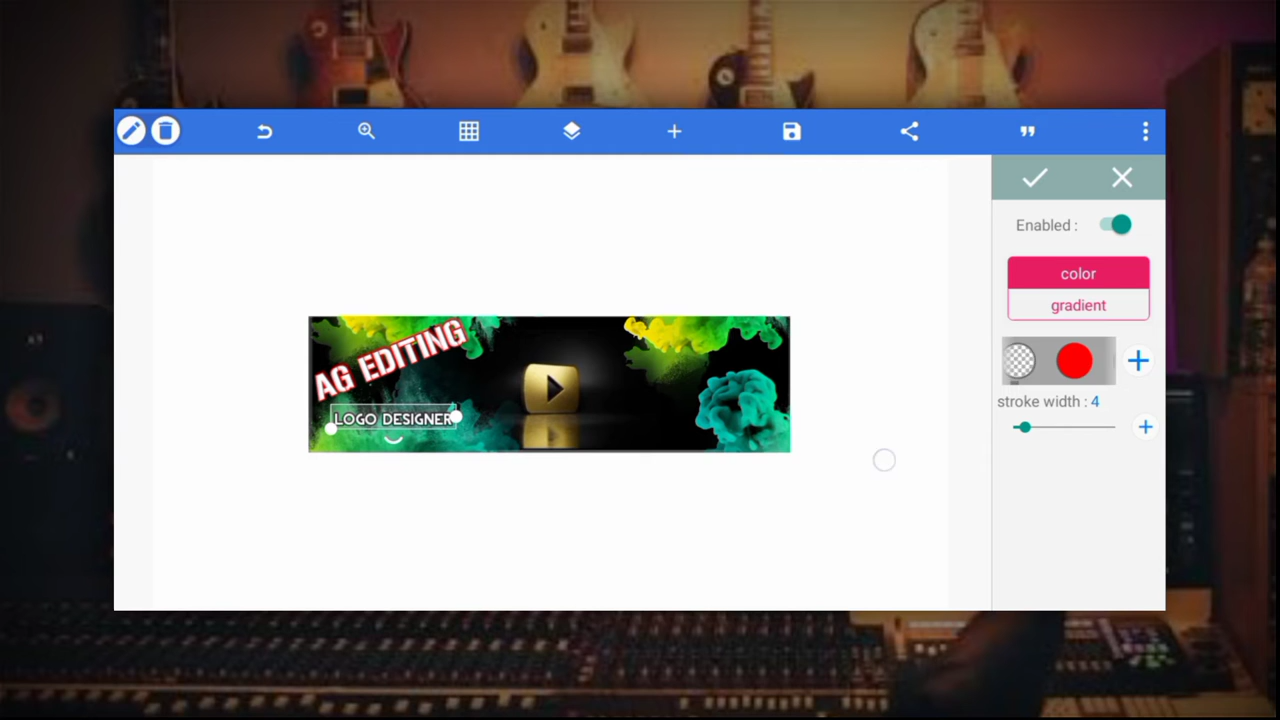 Enabled :
color
gradient
stroke width : 4
AG EDITING
LOGO DESIGNER